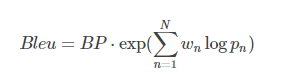 Bleu = BP · exp(∑_{n=1}^{N} w_n log p_n)